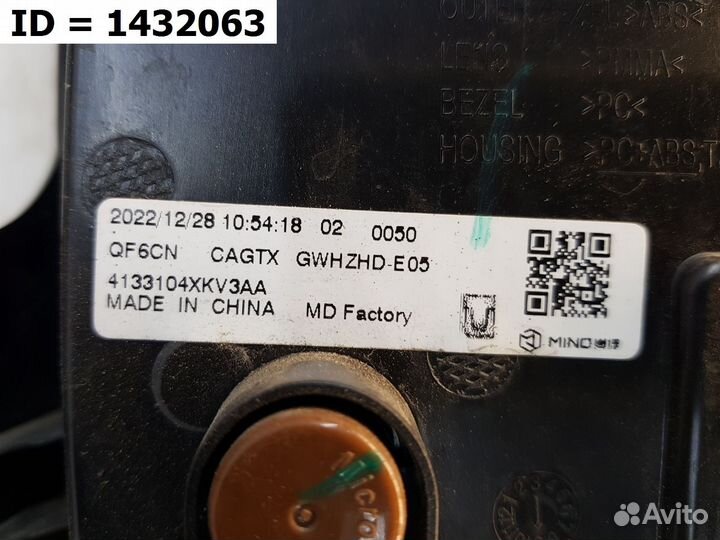 ID = 1432063
>ABS<
>PMMA<
BEZEL >PC<
HOUSING >PC+ABS-T
2022/12/28 10:54:18 02 0050
QF6CN CAGTX GWHZHD-E05
4133104XKV3AA
MADE IN CHINA MD Factory
MIND
Avito